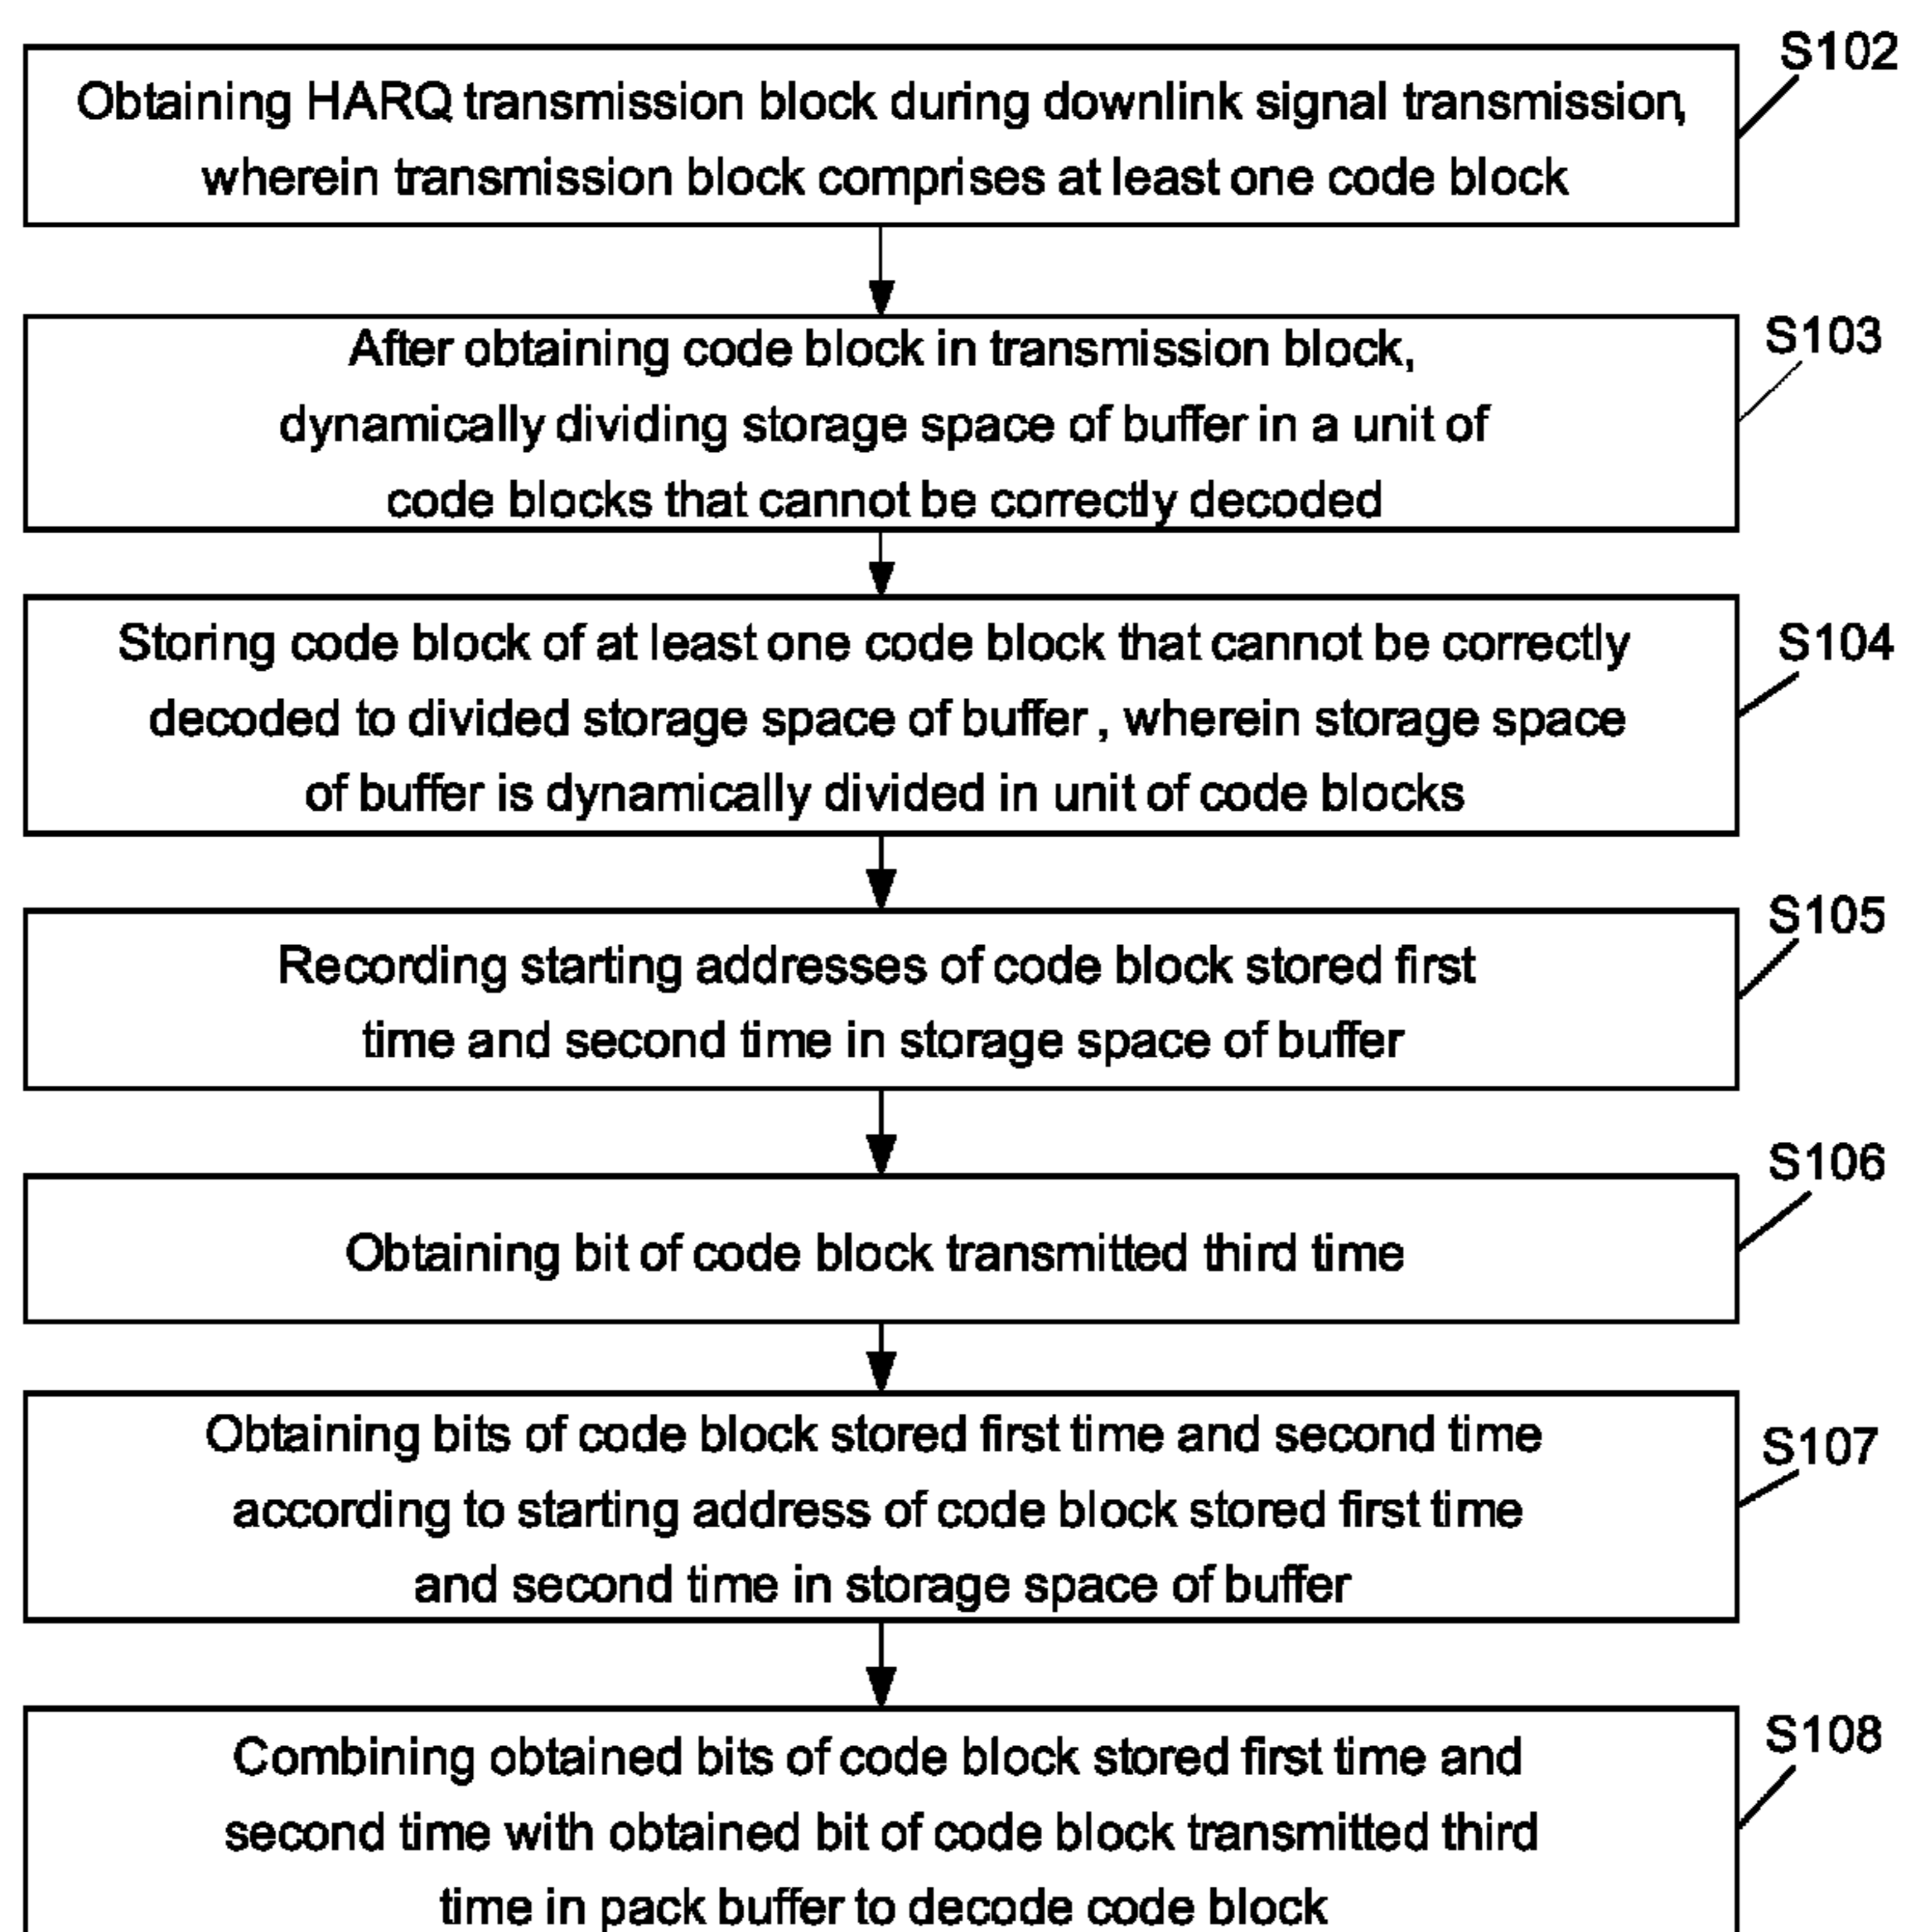 S102
Obtaining HARQ transmission block during downlink signal transmission,
wherein transmission block comprises at least one code block
S103
After obtaining code block in transmission block,
dynamically dividing storage space of buffer in a unit of
code blocks that cannot be correctly decoded
S104
Storing code block of at least one code block that cannot be correctly
decoded to divided storage space of buffer , wherein storage space
of buffer is dynamically divided in unit of code blocks
S105
Recording starting addresses of code block stored first
time and second time in storage space of buffer
S106
Obtaining bit of code block transmitted third time
S107
Obtaining bits of code block stored first time and second time
according to starting address of code block stored first time
and second time in storage space of buffer
S108
Combining obtained bits of code block stored first time and
second time with obtained bit of code block transmitted third
time in pack buffer to decode code block